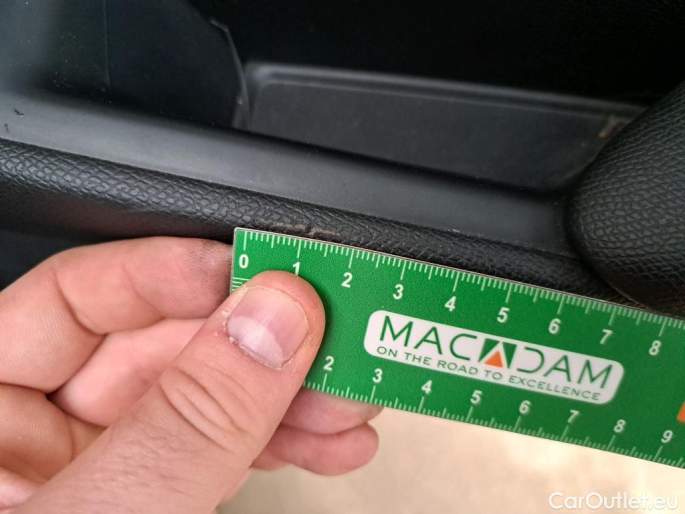 0 1 2 3 4 5 6 7 8
MACADAM
ON THE ROAD TO EXCELLENCE
2 3 4 5 6 7 8 9
CarOutlet.eu